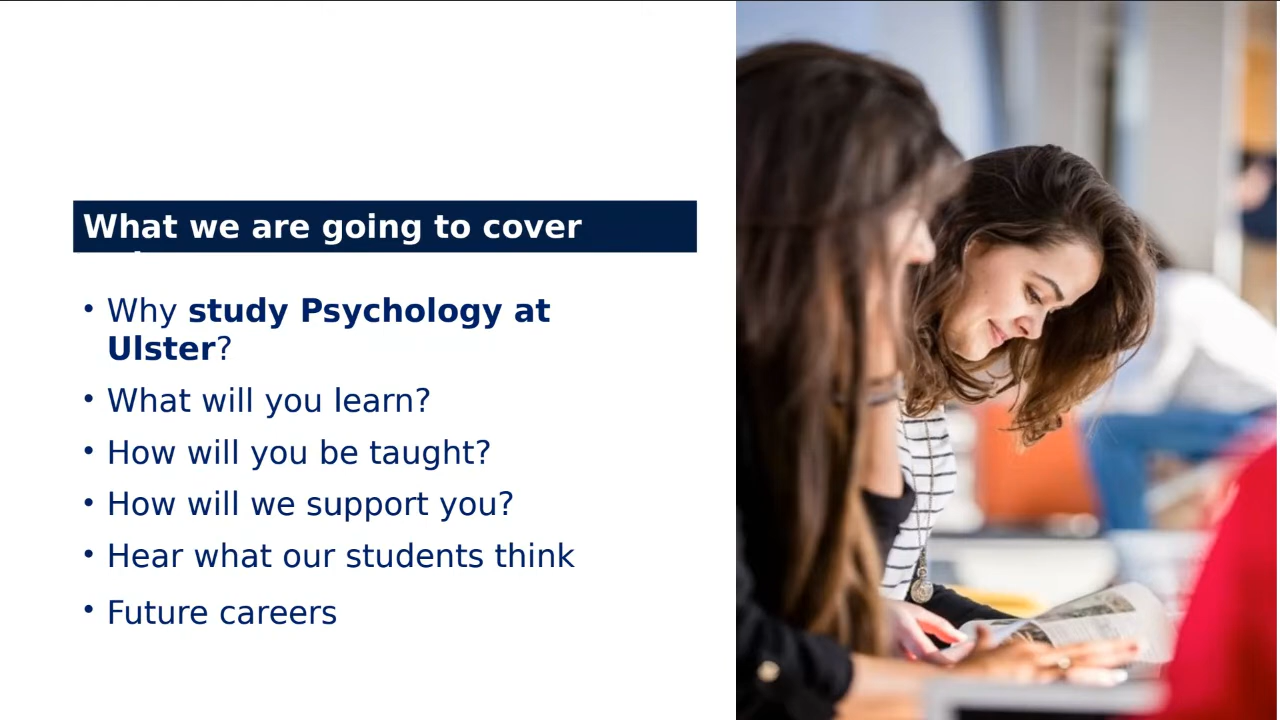 What we are going to cover
• Why study Psychology at
Ulster?
• What will you learn?
• How will you be taught?
• How will we support you?
• Hear what our students think
• Future careers